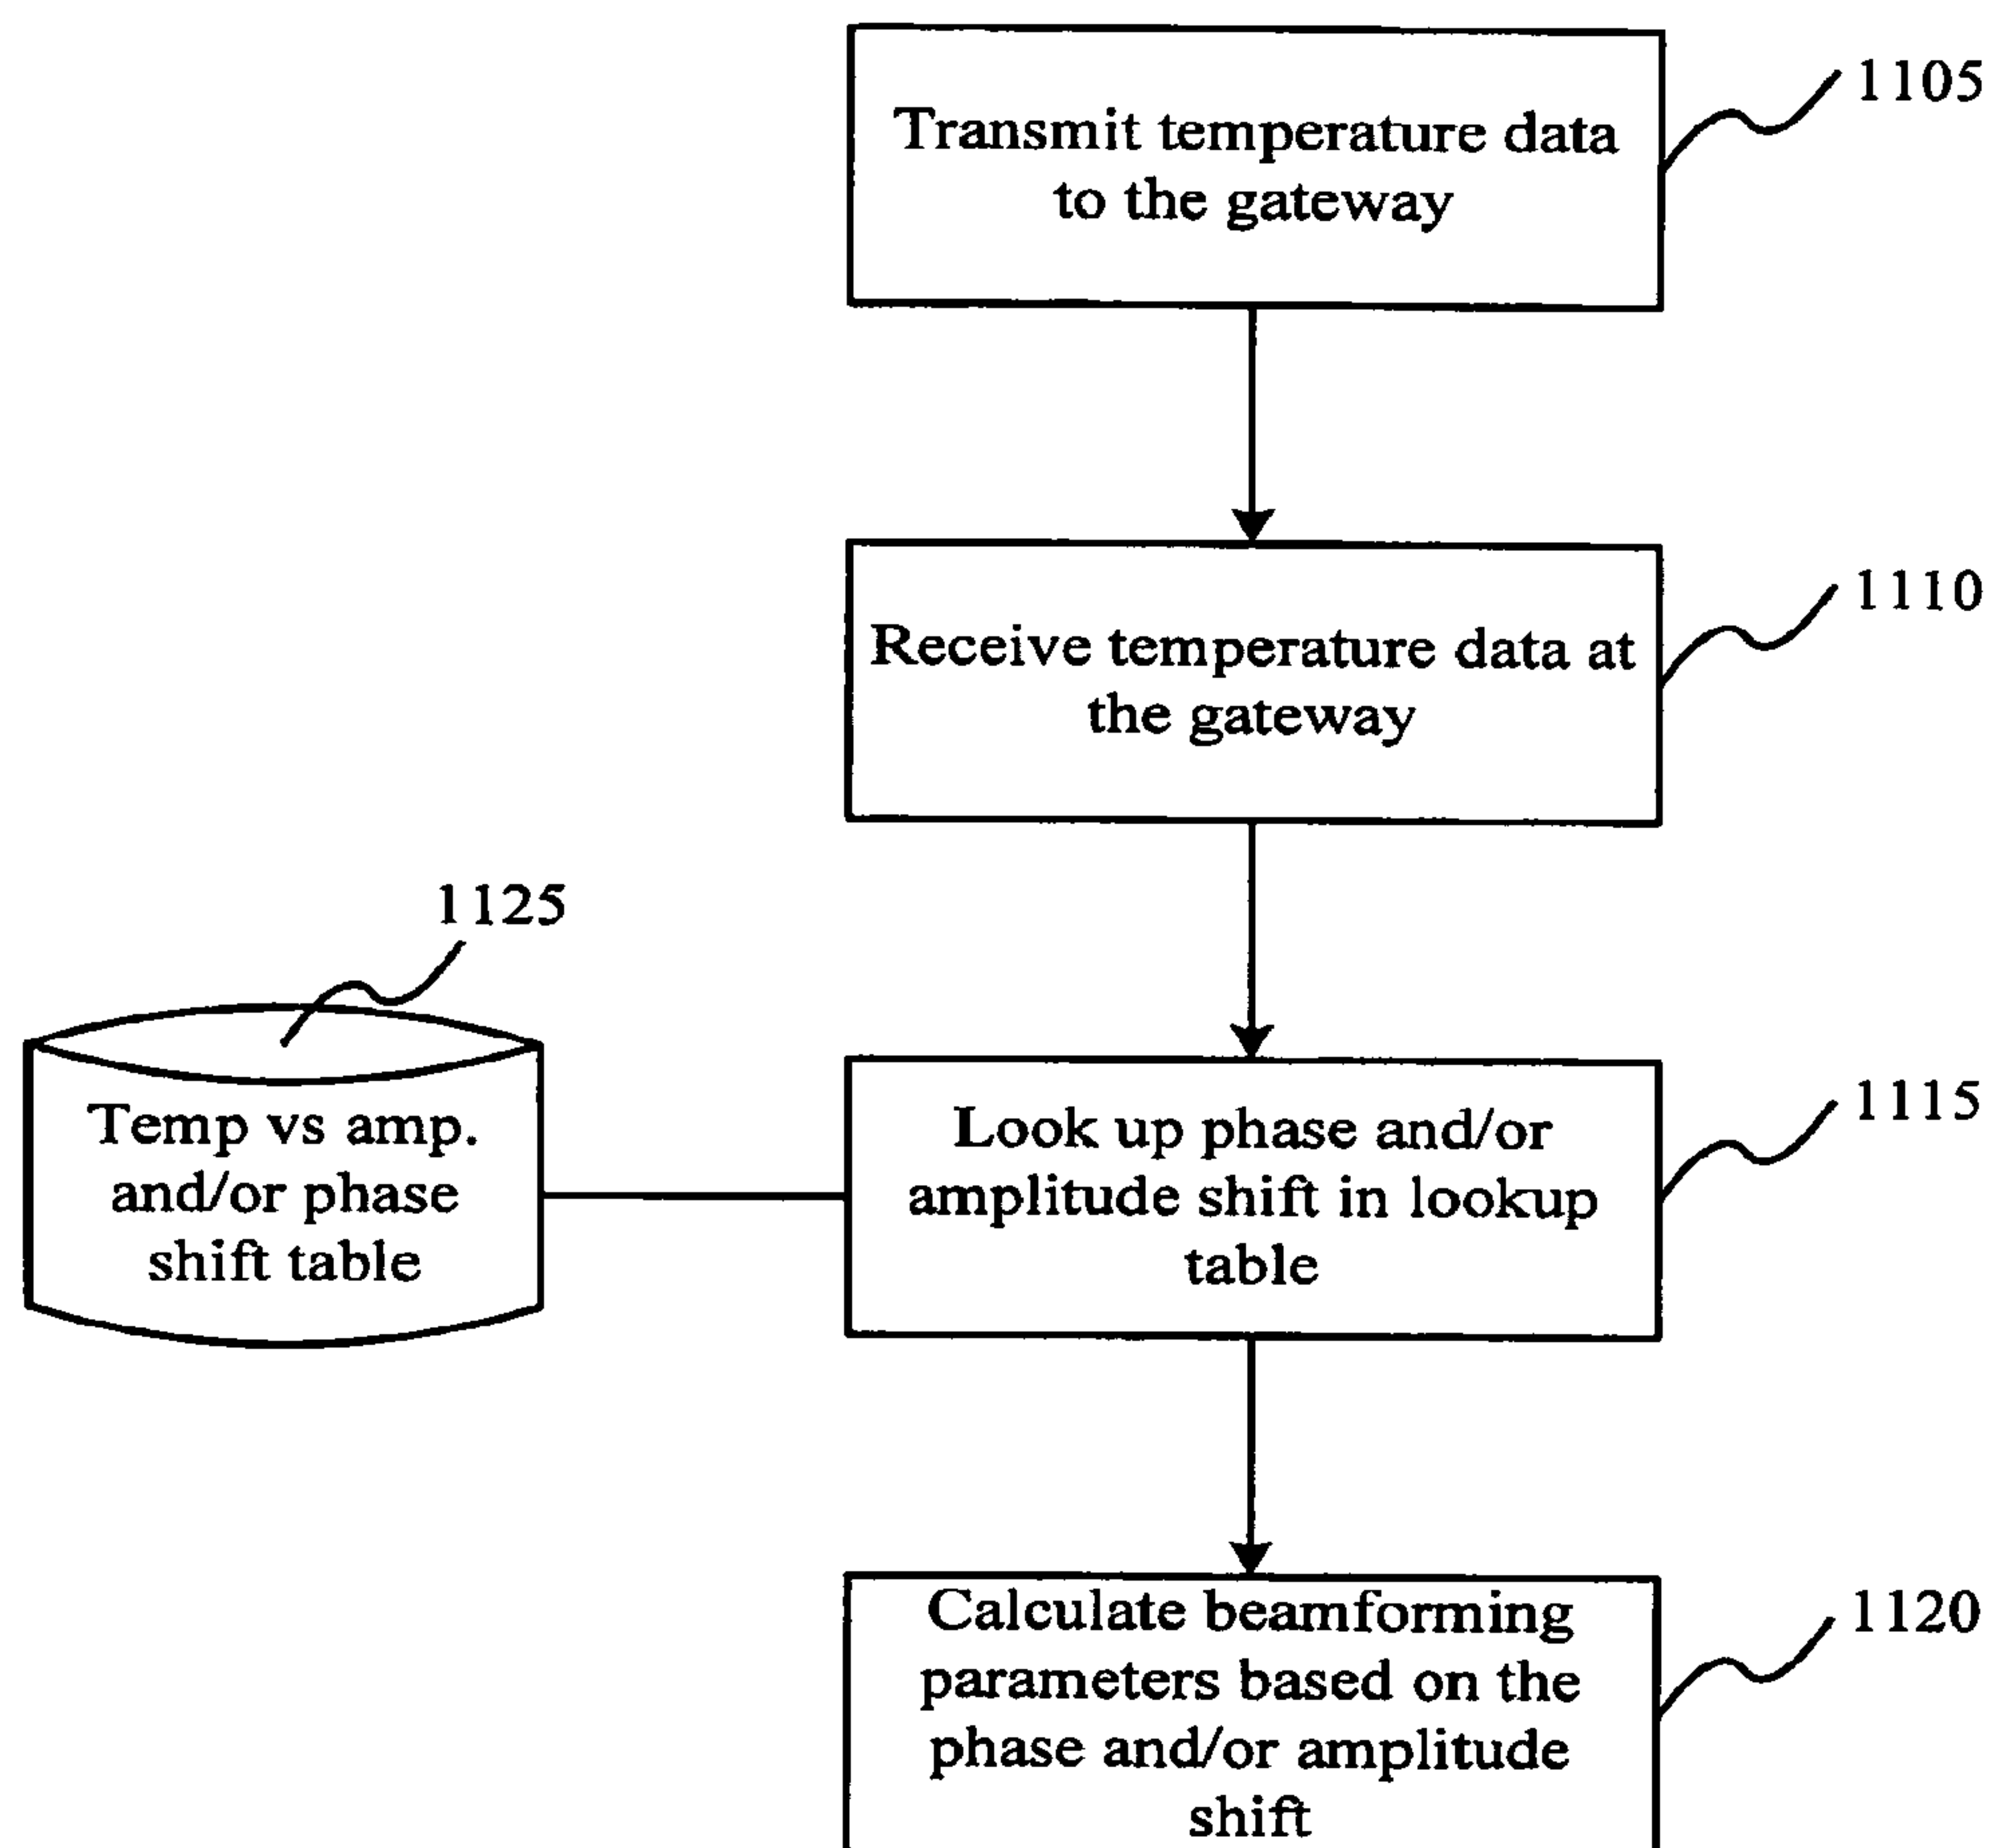 Transmit temperature data
to the gateway
1105
Receive temperature data at
the gateway
1110
1125
Temp vs amp.
and/or phase
shift table
Look up phase and/or
amplitude shift in lookup
table
1115
Calculate beamforming
parameters based on the
phase and/or amplitude
shift
1120